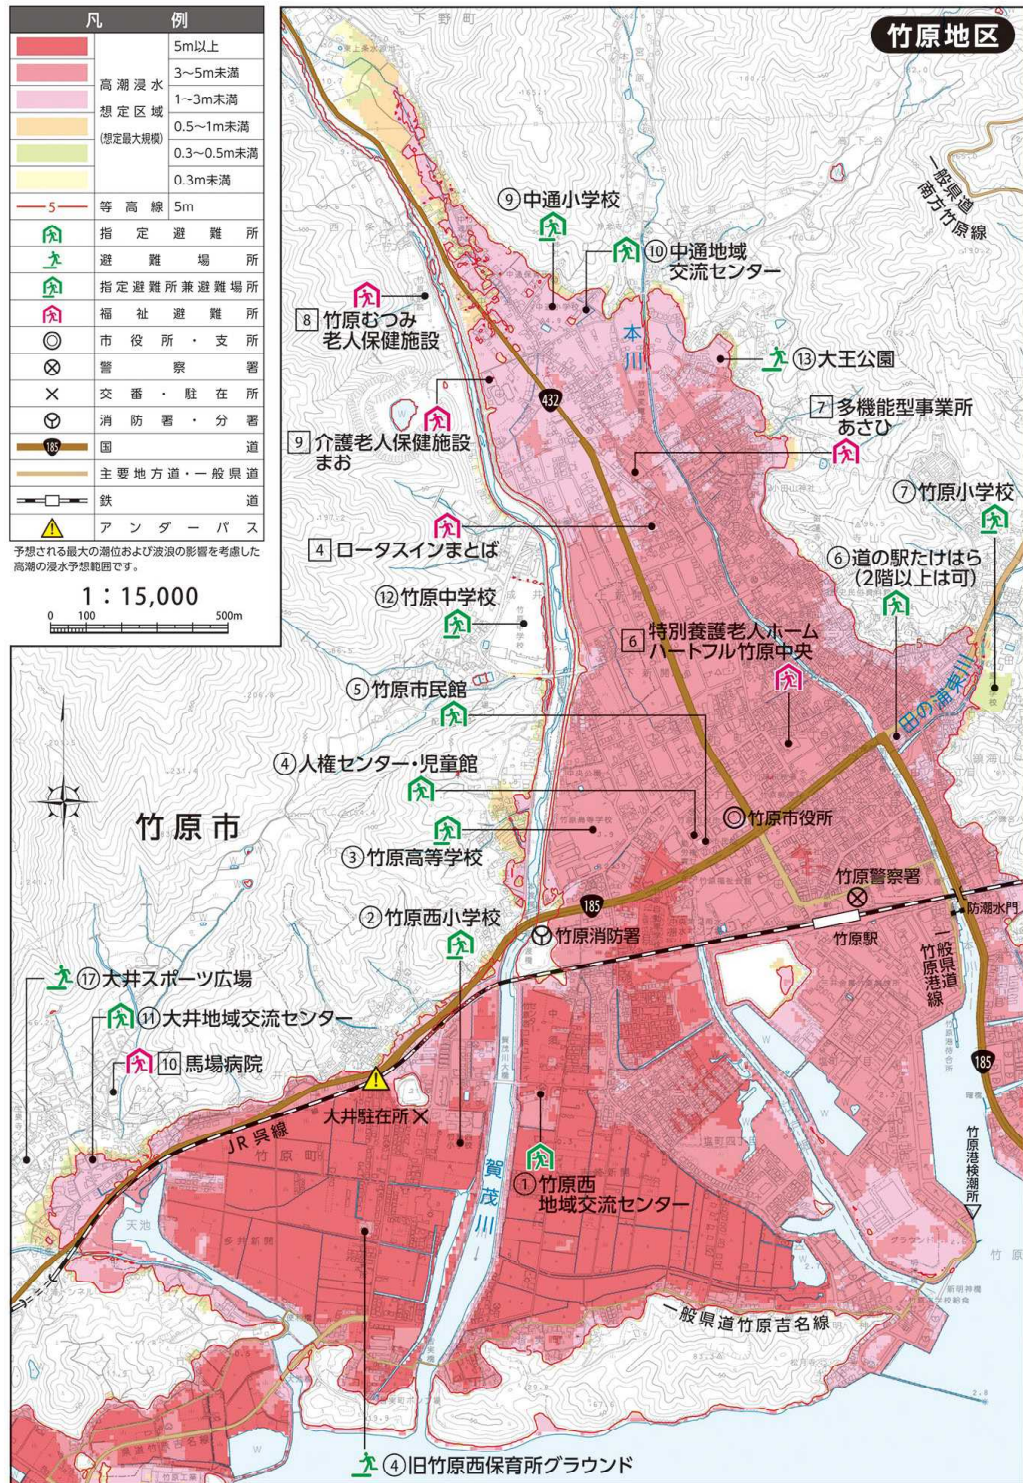 凡例
5m以上
3～5m未満
高潮浸水
1～3m未満
想定区域
0.5～1m未満
(想定最大規模)
0.3～0.5m未満
0.3m未満
5
等高線 5m
指定避難所
避難場所
指定避難所兼避難場所
福祉避難所
市役所・支所
警察署
交番・駐在所
消防署・分署
185
国道
主要地方道・一般県道
鉄道
アンダーパス
予想される最大の潮位および波浪の影響を考慮した
高潮の浸水予想範囲です。
1：15,000
0 100 500m
竹原地区
下野町
一般県道
南方竹原線
⑨中通小学校
⑩中通地域
交流センター
本川
8 竹原むつみ
老人保健施設
⑬大王公園
432
7 多機能型事業所
あさひ
9 介護老人保健施設
まお
⑦竹原小学校
4 ロータスインまとば
⑥道の駅たけはら
(2階以上は可)
⑫竹原中学校
6 特別養護老人ホーム
ハートフル竹原中央
⑤竹原市民館
田の浦東川
④人権センター・児童館
竹原市
竹原市役所
③竹原高等学校
竹原警察署
②竹原西小学校
185
竹原消防署
竹原駅
防潮水門
一般県道
竹原港線
⑰大井スポーツ広場
⑪大井地域交流センター
10 馬場病院
185
大井駐在所
JR呉線
竹原町
竹原港検潮所
①竹原西
地域交流センター
賀茂川
天池
多井新開
一般県道竹原吉名線
④旧竹原西保育所グラウンド